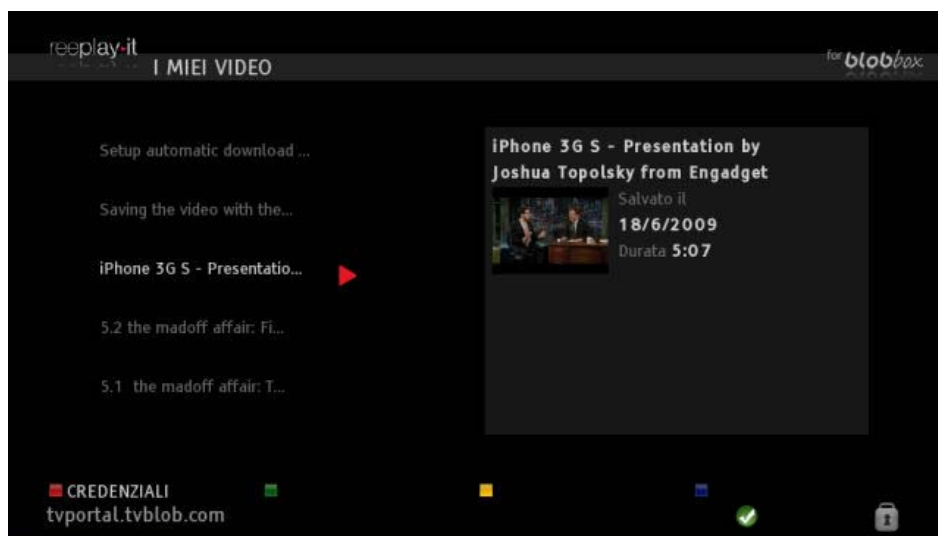 reeplay-it
I MIEI VIDEO
for blobbox
Setup automatic download ...
Saving the video with the...
iPhone 3G S - Presentatio...
5.2 the madoff affair: Fi...
5.1 the madoff affair: T...
iPhone 3G S - Presentation by
Joshua Topolsky from Engadget
Salvato il
18/6/2009
Durata 5:07
CREDENZIALI
tvportal.tvblob.com